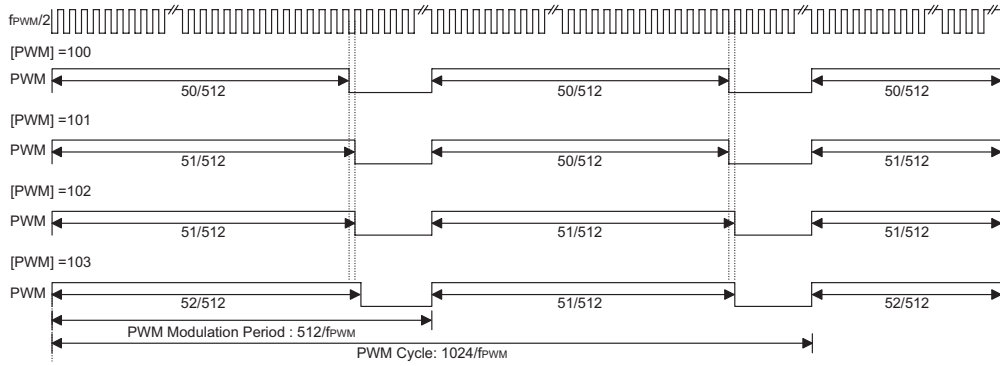 fPWM/2
[PWM] =100
PWM
50/512 50/512 50/512
[PWM] =101
PWM
51/512 50/512 51/512
[PWM] =102
PWM
51/512 51/512 51/512
[PWM] =103
PWM
52/512 51/512 52/512
PWM Modulation Period : 512/fPWM
PWM Cycle: 1024/fPWM